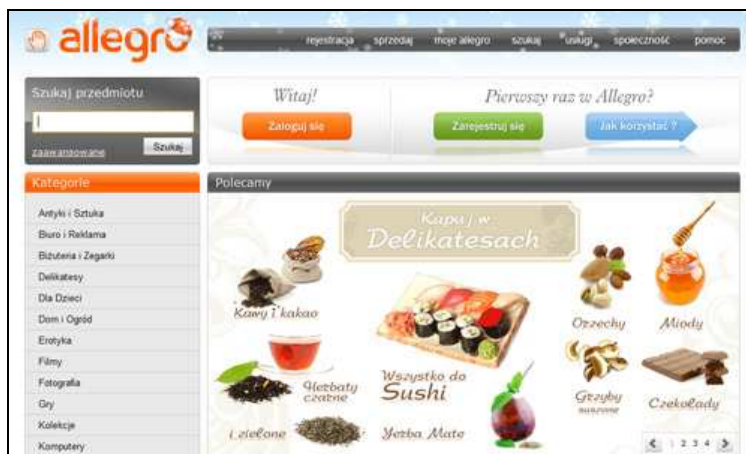 allegro
rejestracja sprzedaj moje allegro szukaj usługi społeczność pomoc
Szukaj przedmiotu
zaawansowane
Szukaj
Witaj!
Zaloguj się
Pierwszy raz w Allegro?
Zarejestruj się
Jak korzystać ?
Kategorie
Antyki i Sztuka
Biuro i Reklama
Biżuteria i Zegarki
Delikatesy
Dla Dzieci
Dom i Ogród
Erotyka
Filmy
Fotografia
Gry
Kolekcje
Komputery
Polecamy
Kupuj w
Delikatesach
Kawy i kakao
Orzechy
Miody
Herbaty
czarne
i zielone
Wszystko do
Sushi
Yerba Mate
Grzyby
suszone
Czekolady
1 2 3 4